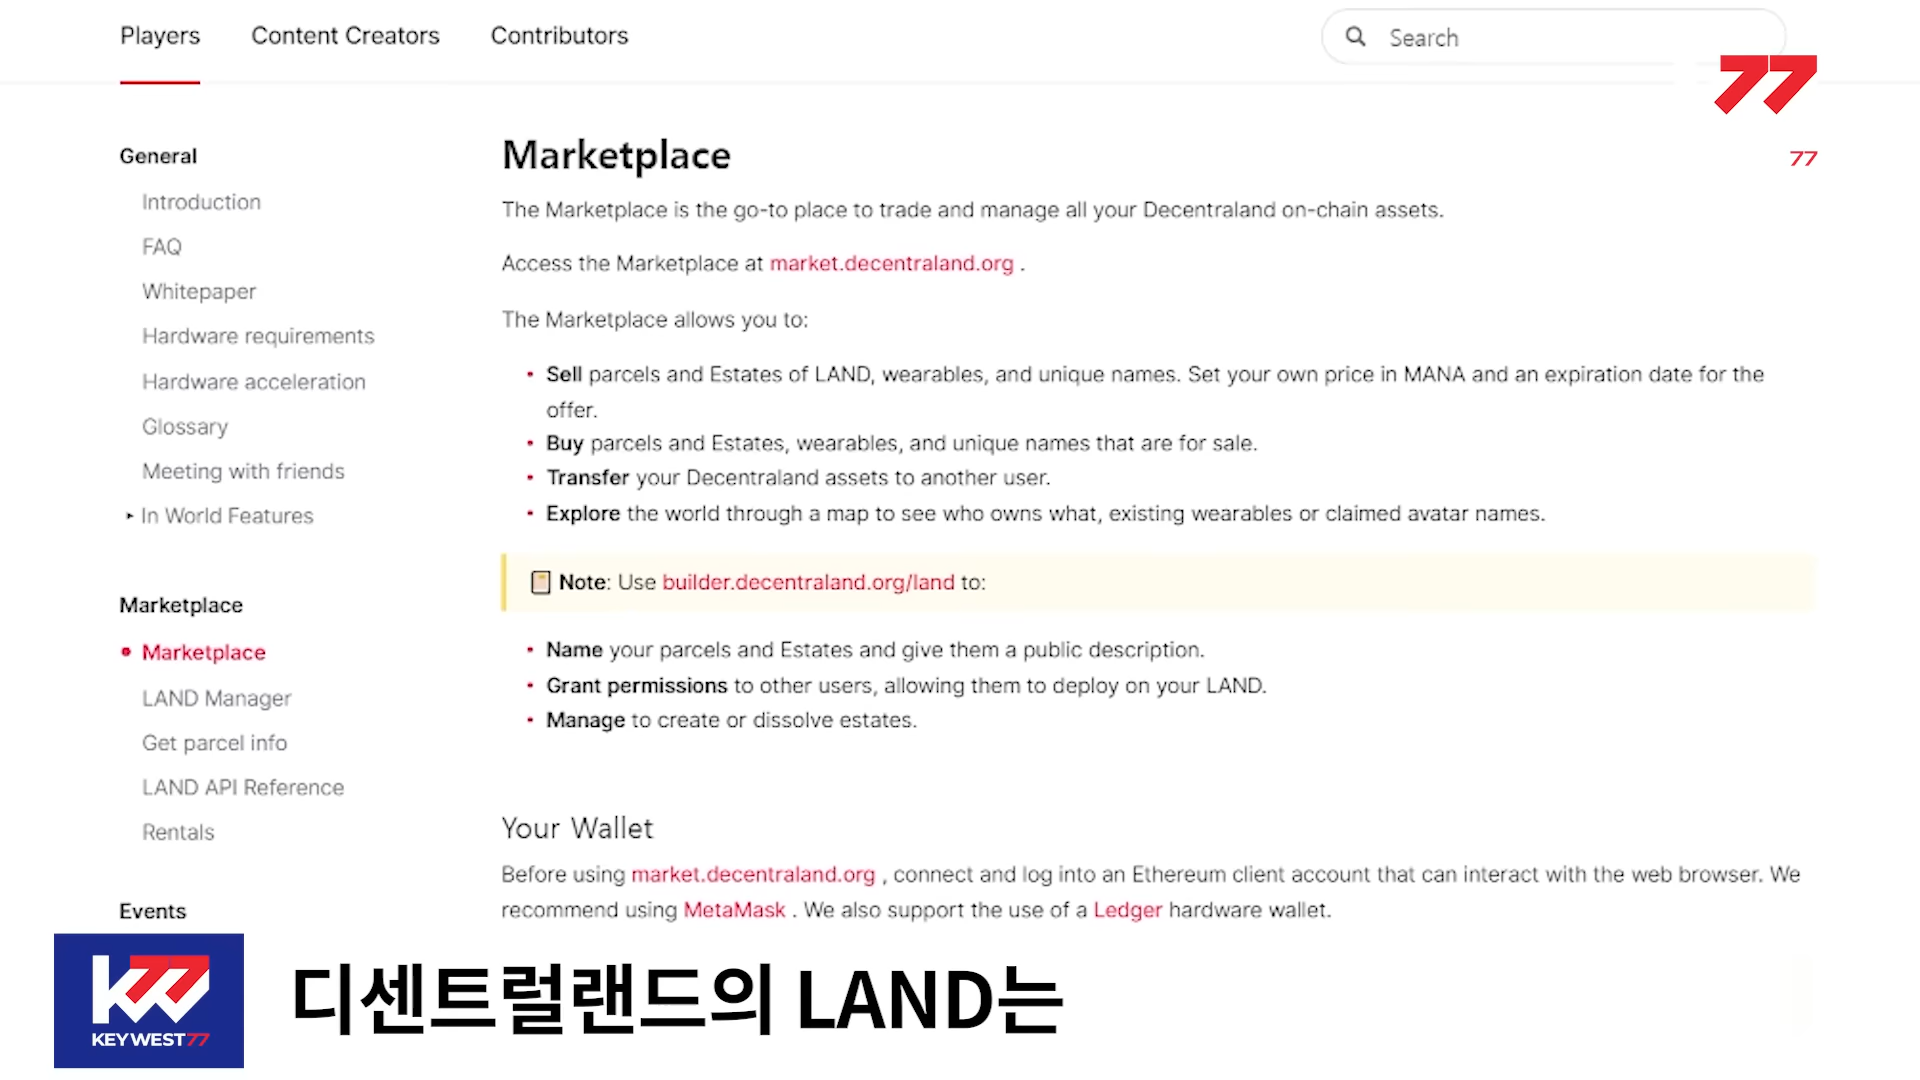 Players
Content Creators
Contributors
Search
77
77
General
Introduction
FAQ
Whitepaper
Hardware requirements
Hardware acceleration
Glossary
Meeting with friends
In World Features
Marketplace
Marketplace
LAND Manager
Get parcel info
LAND API Reference
Rentals
Events
Marketplace
The Marketplace is the go-to place to trade and manage all your Decentraland on-chain assets.
Access the Marketplace at market.decentraland.org .
The Marketplace allows you to:
• Sell parcels and Estates of LAND, wearables, and unique names. Set your own price in MANA and an expiration date for the
offer.
• Buy parcels and Estates, wearables, and unique names that are for sale.
• Transfer your Decentraland assets to another user.
• Explore the world through a map to see who owns what, existing wearables or claimed avatar names.
Note: Use builder.decentraland.org/land to:
• Name your parcels and Estates and give them a public description.
• Grant permissions to other users, allowing them to deploy on your LAND.
• Manage to create or dissolve estates.
Your Wallet
Before using market.decentraland.org , connect and log into an Ethereum client account that can interact with the web browser. We
recommend using MetaMask . We also support the use of a Ledger hardware wallet.
K77
KEYWEST77
디센트럴랜드의 LAND는